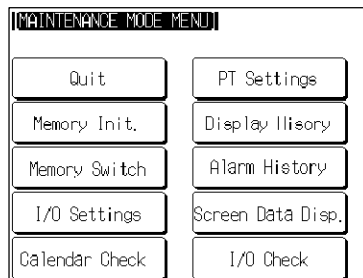 [MAINTENANCE MODE MENU]
Quit
PT Settings
Memory Init.
Display Hisory
Memory Switch
Alarm History
I/O Settings
Screen Data Disp.
Calendar Check
I/O Check